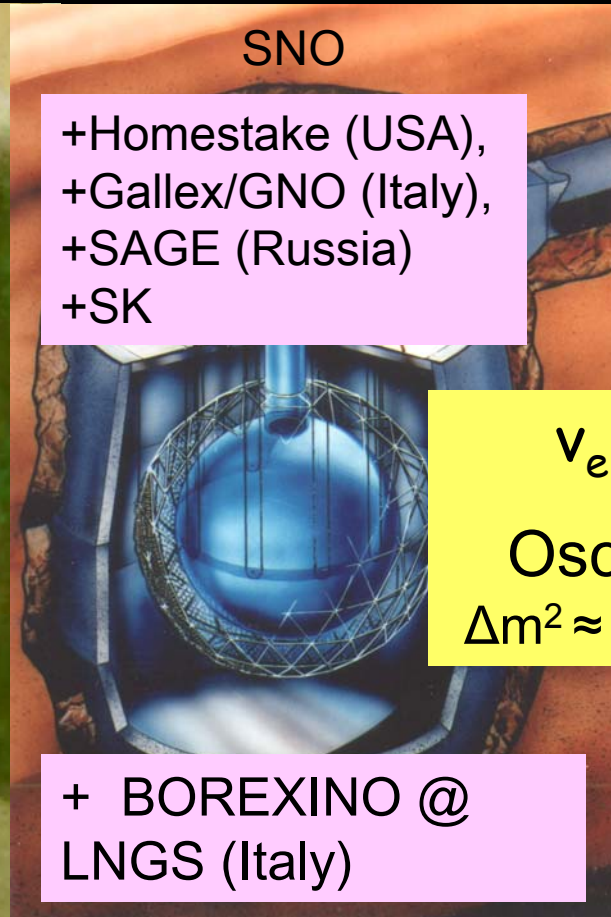 SNO
+Homestake (USA),
+Gallex/GNO (Italy),
+SAGE (Russia)
+SK
νe
Osc
Δm² ≈
+ BOREXINO @
LNGS (Italy)